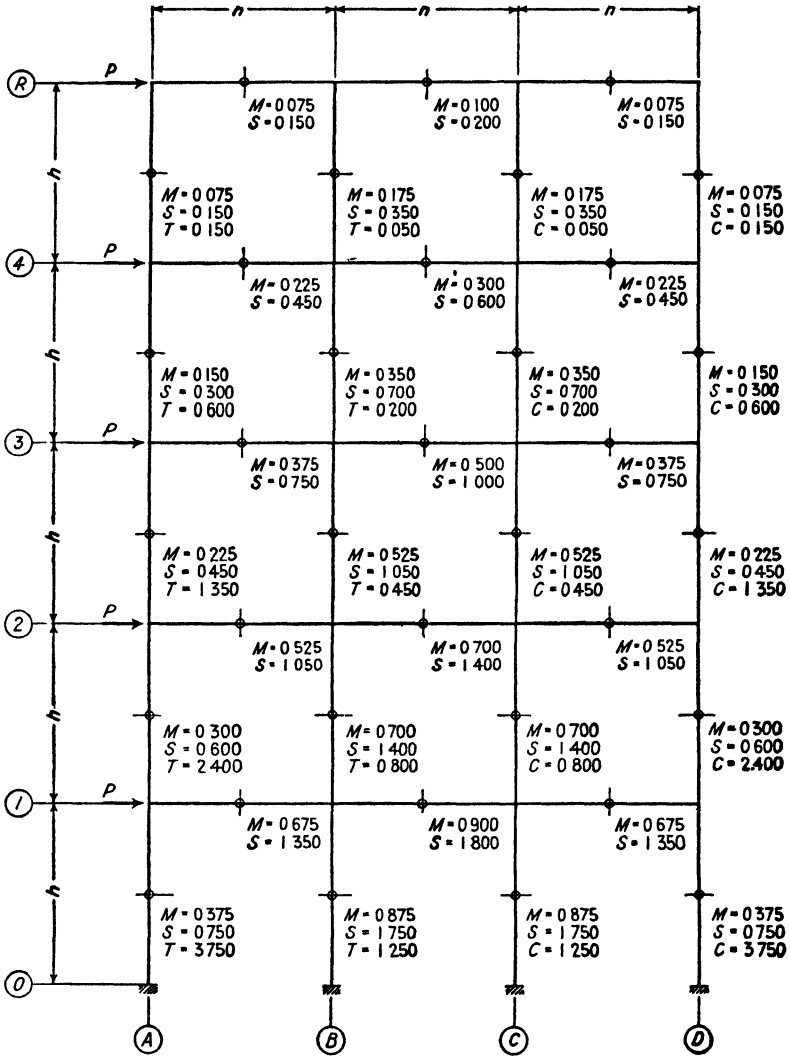 n n n
R P
M=0 075 M=0 100 M=0 075
S=0 150 S=0 200 S=0 150
h
M=0 075 M=0 175 M=0 175 M=0 075
S=0 150 S=0 350 S=0 350 S=0 150
T=0 150 T=0 050 C=0 050 C=0 150
4 P
M=0 225 M=0 300 M=0 225
S=0 450 S=0 600 S=0 450
h
M=0 150 M=0 350 M=0 350 M=0 150
S=0 300 S=0 700 S=0 700 S=0 300
T=0 600 T=0 200 C=0 200 C=0 600
3 P
M=0 375 M=0 500 M=0 375
S=0 750 S=1 000 S=0 750
h
M=0 225 M=0 525 M=0 525 M=0 225
S=0 450 S=1 050 S=1 050 S=0 450
T=1 350 T=0 450 C=0 450 C=1 350
2 P
M=0 525 M=0 700 M=0 525
S=1 050 S=1 400 S=1 050
h
M=0 300 M=0 700 M=0 700 M=0 300
S=0 600 S=1 400 S=1 400 S=0 600
T=2 400 T=0 800 C=0 800 C=2.400
1 P
M=0 675 M=0 900 M=0 675
S=1 350 S=1 800 S=1 350
h
M=0 375 M=0 875 M=0 875 M=0 375
S=0 750 S=1 750 S=1 750 S=0 750
T=3 750 T=1 250 C=1 250 C=3 750
0
A B C D